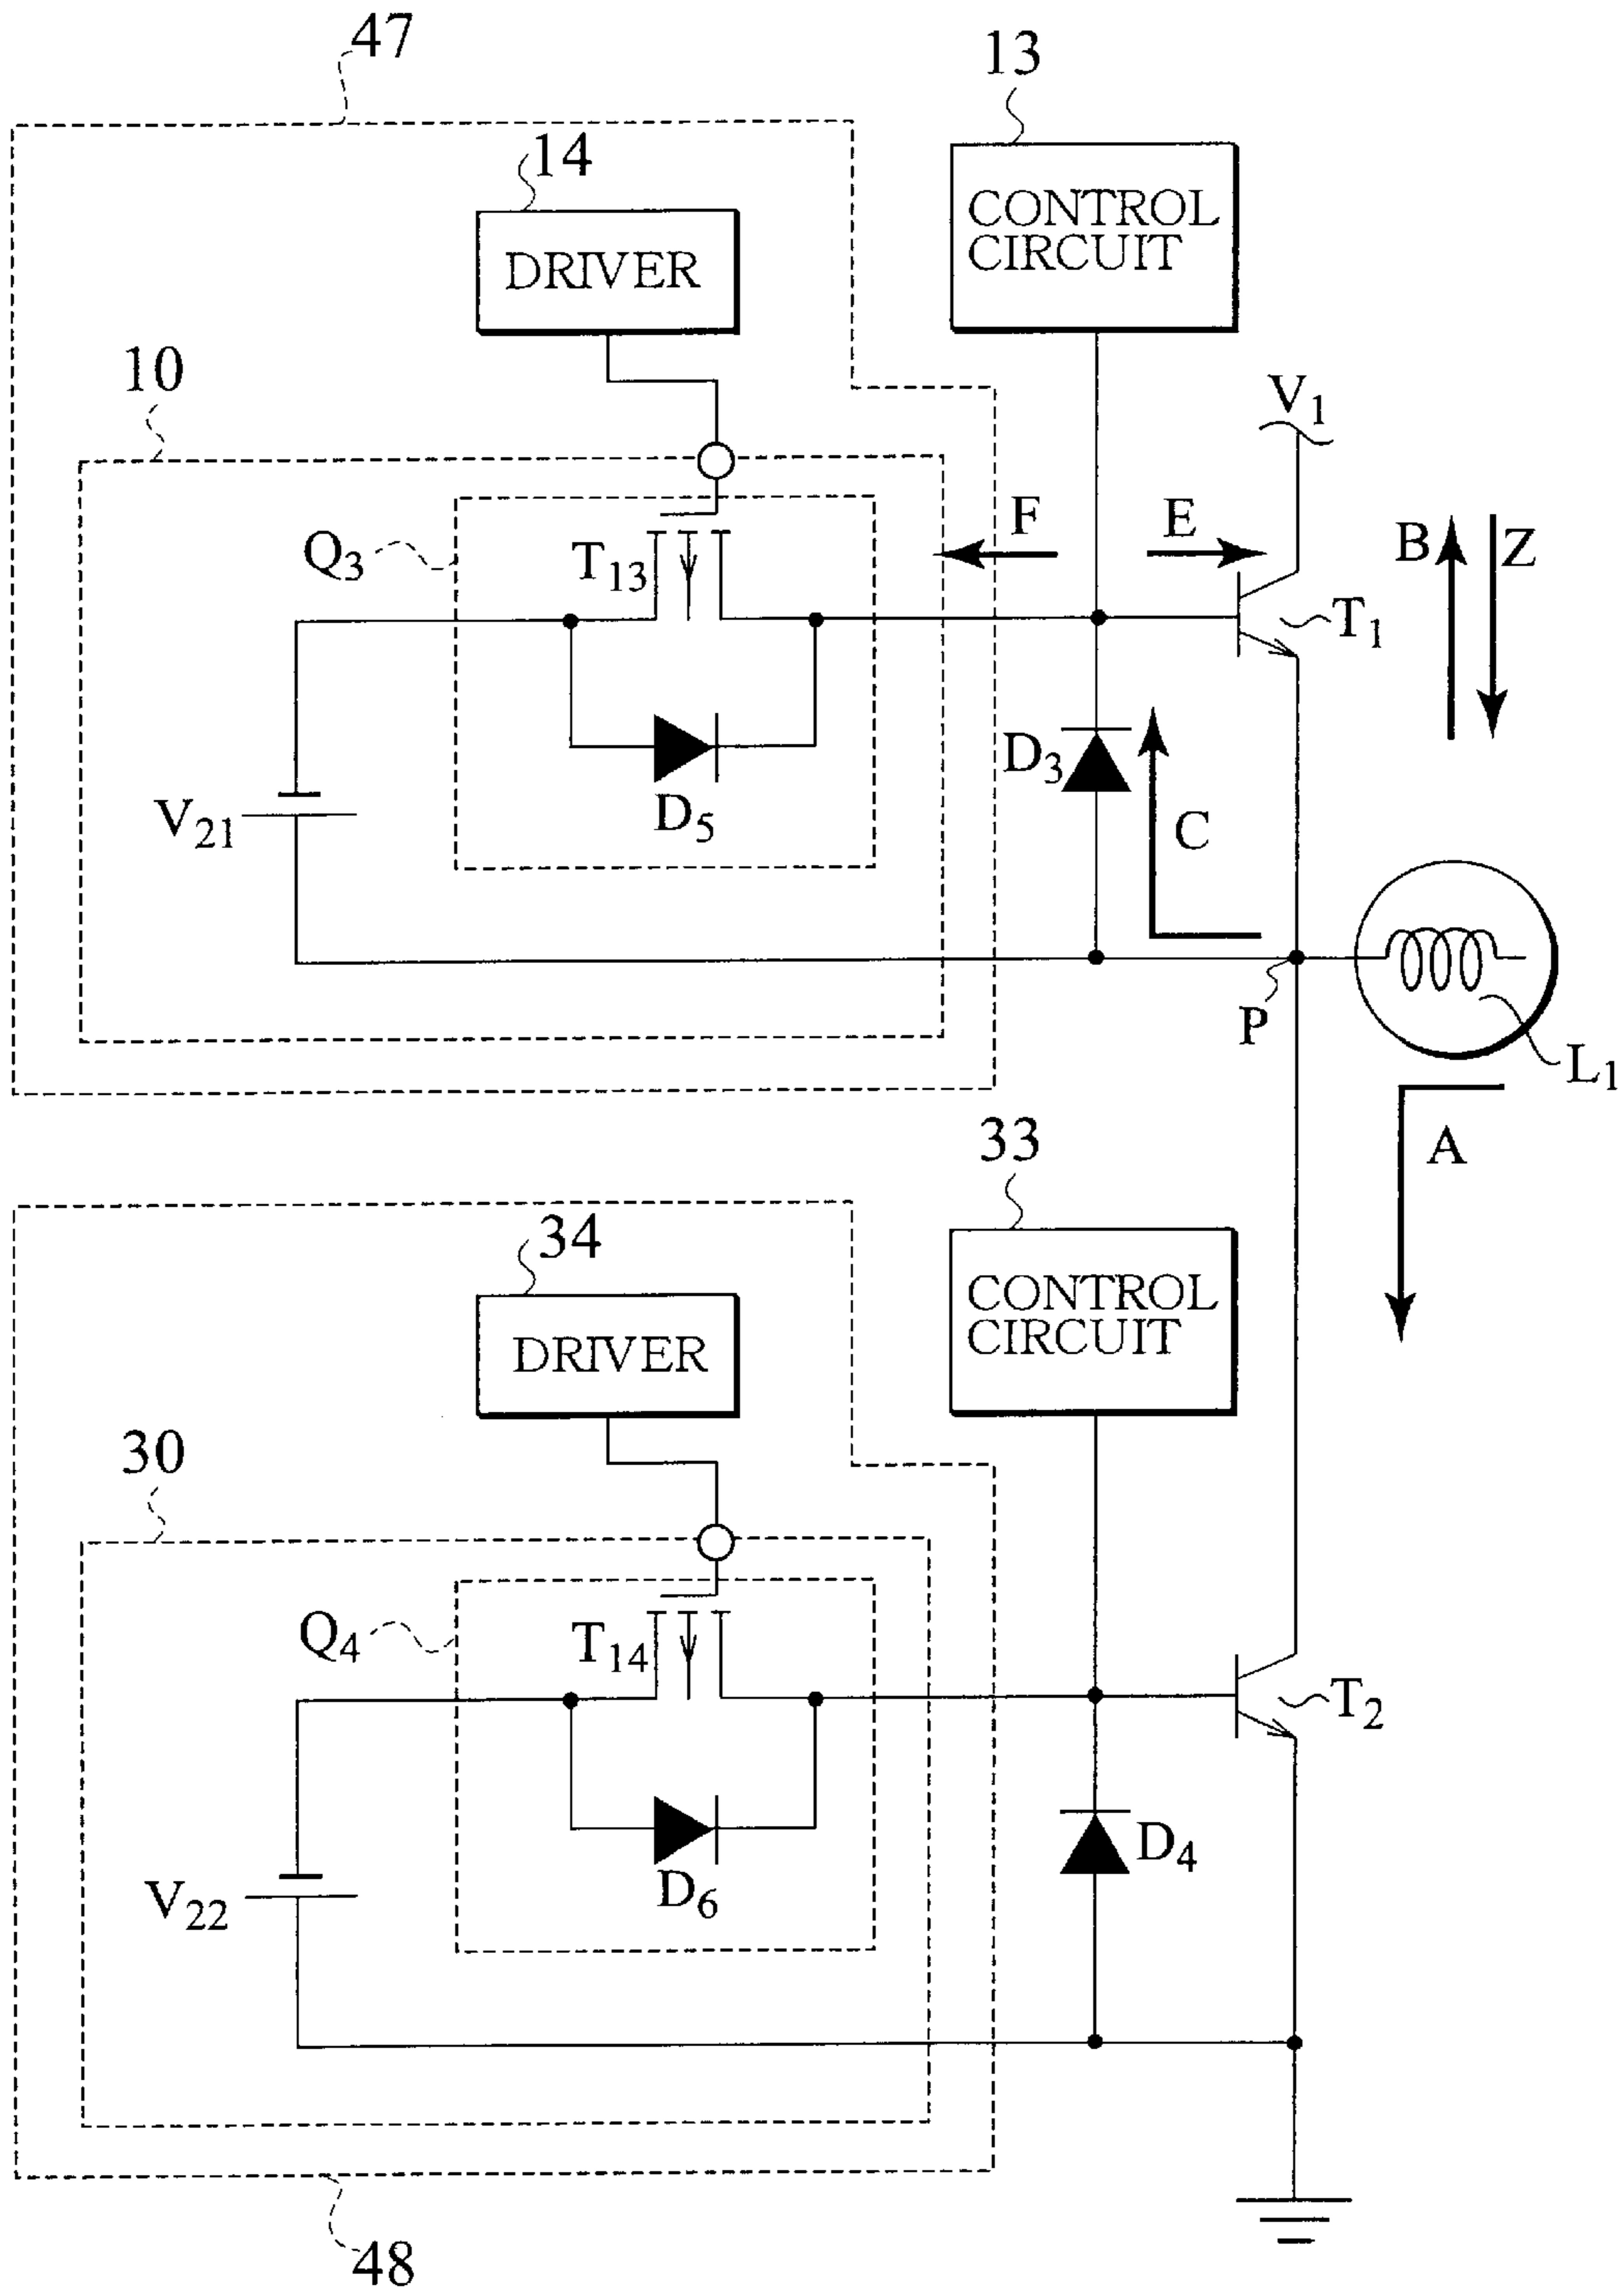 47
13
14
CONTROL
CIRCUIT
DRIVER
10
V1
F
E
B
Z
Q3
T13
T1
D3
V21
D5
C
P
L1
A
33
34
CONTROL
CIRCUIT
DRIVER
30
Q4
T14
T2
D4
V22
D6
48